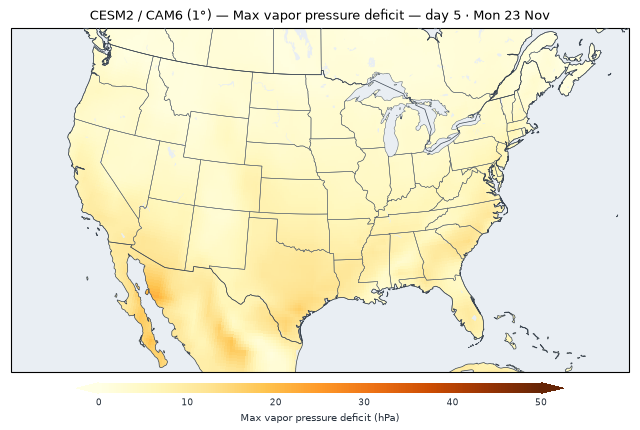 CESM2 / CAM6 (1°) — Max vapor pressure deficit — day 5 · Mon 23 Nov
0 10 20 30 40 50
Max vapor pressure deficit (hPa)